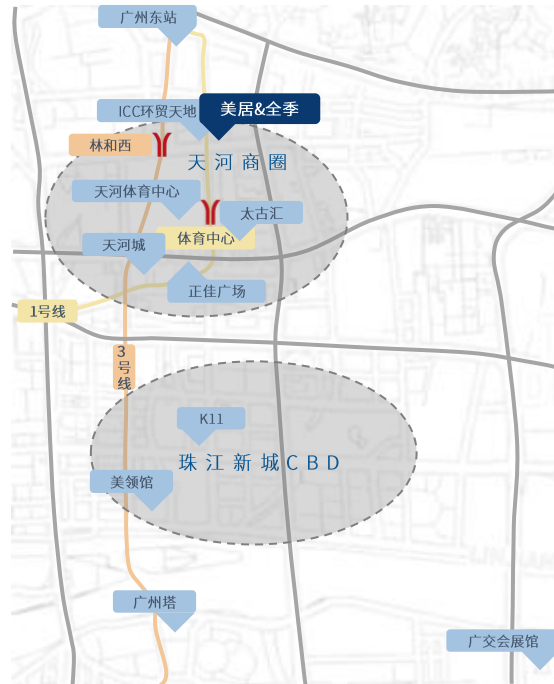 广州东站
ICC环贸天地
美居&全季
林和西
天河商圈
天河体育中心
太古汇
体育中心
天河城
正佳广场
1号线
3号线
K11
珠江新城CBD
美领馆
广州塔
广交会展馆